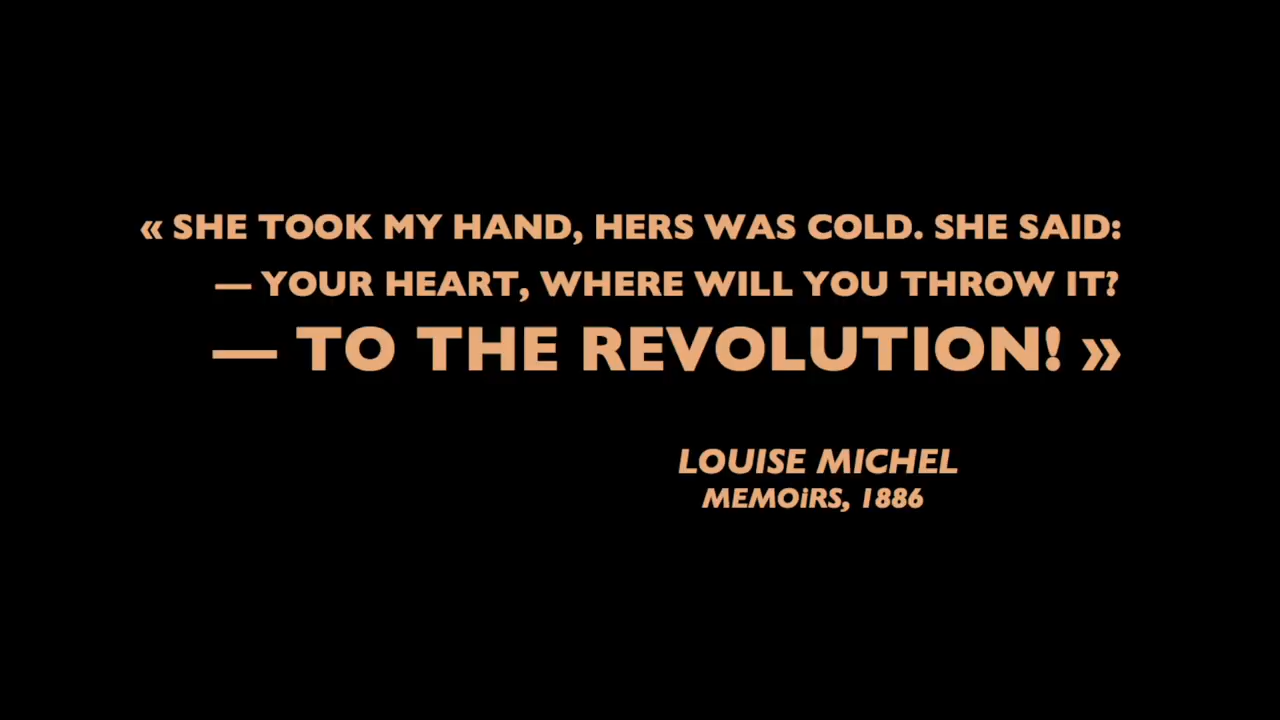 « SHE TOOK MY HAND, HERS WAS COLD. SHE SAID:
— YOUR HEART, WHERE WILL YOU THROW IT?
— TO THE REVOLUTION! »
LOUISE MICHEL
MEMOiRS, 1886